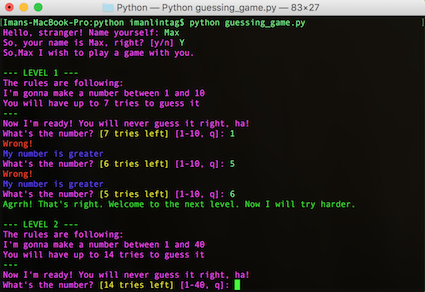 Python — Python guessing_game.py — 83×27
[Imans-MacBook-Pro:python imanlintag$ python guessing_game.py
Hello, stranger! Name yourself: Max
So, your name is Max, right? [y/n] Y
So,Max I wish to play a game with you.
--- LEVEL 1 ---
The rules are following:
I'm gonna make a number between 1 and 10
You will have up to 7 tries to guess it
---
Now I'm ready! You will never guess it right, ha!
What's the number? [7 tries left] [1-10, q]: 1
Wrong!
My number is greater
What's the number? [6 tries left] [1-10, q]: 5
Wrong!
My number is greater
What's the number? [5 tries left] [1-10, q]: 6
Agrrh! That's right. Welcome to the next level. Now I will try harder.
--- LEVEL 2 ---
The rules are following:
I'm gonna make a number between 1 and 40
You will have up to 14 tries to guess it
---
Now I'm ready! You will never guess it right, ha!
What's the number? [14 tries left] [1-40, q]: